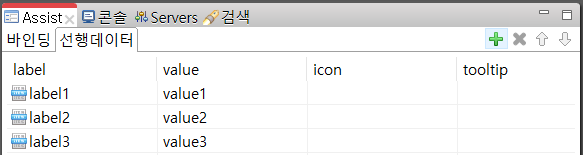 Assist 콘솔 Servers 검색
바인딩 선행데이터
label value icon tooltip
label1 value1
label2 value2
label3 value3